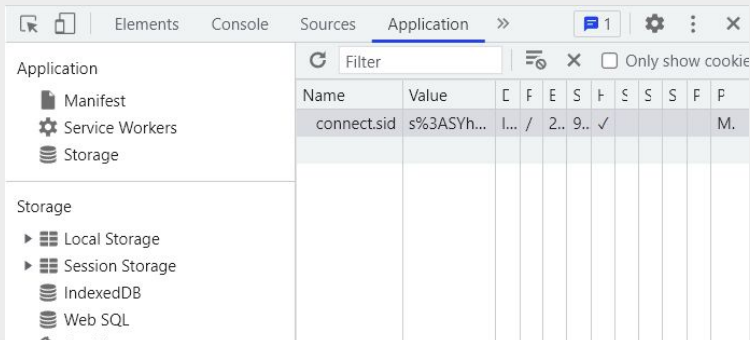 Elements Console Sources Application » 1
Application
Manifest
Service Workers
Storage
Storage
Local Storage
Session Storage
IndexedDB
Web SQL
Filter Only show cookie
Name Value E S S S S P
connect.sid s%3ASYh... l... / 2.. 9.. ✓ M.